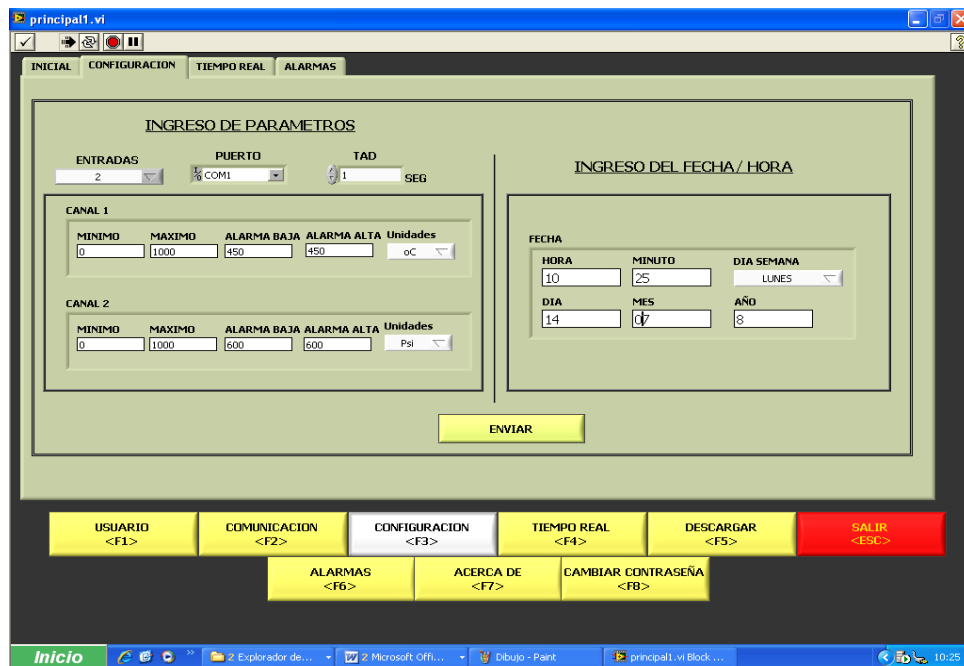 principal1.vi
INICIAL CONFIGURACION TIEMPO REAL ALARMAS
INGRESO DE PARAMETROS
ENTRADAS PUERTO TAD
2 COM1 1 SEG
CANAL 1
MINIMO MAXIMO ALARMA BAJA ALARMA ALTA Unidades
0 1000 450 450 oC
CANAL 2
MINIMO MAXIMO ALARMA BAJA ALARMA ALTA Unidades
0 1000 600 600 Psi
INGRESO DEL FECHA/ HORA
FECHA
HORA MINUTO DIA SEMANA
10 25 LUNES
DIA MES AÑO
14 07 8
ENVIAR
USUARIO COMUNICACION CONFIGURACION TIEMPO REAL DESCARGAR SALIR
<F1> <F2> <F3> <F4> <F5> <ESC>
ALARMAS ACERCA DE CAMBIAR CONTRASEÑA
<F6> <F7> <F8>
Inicio » 2 Explorador de... 2 Microsoft Offi... Dibujo - Paint principal1.vi Block ... 10:25